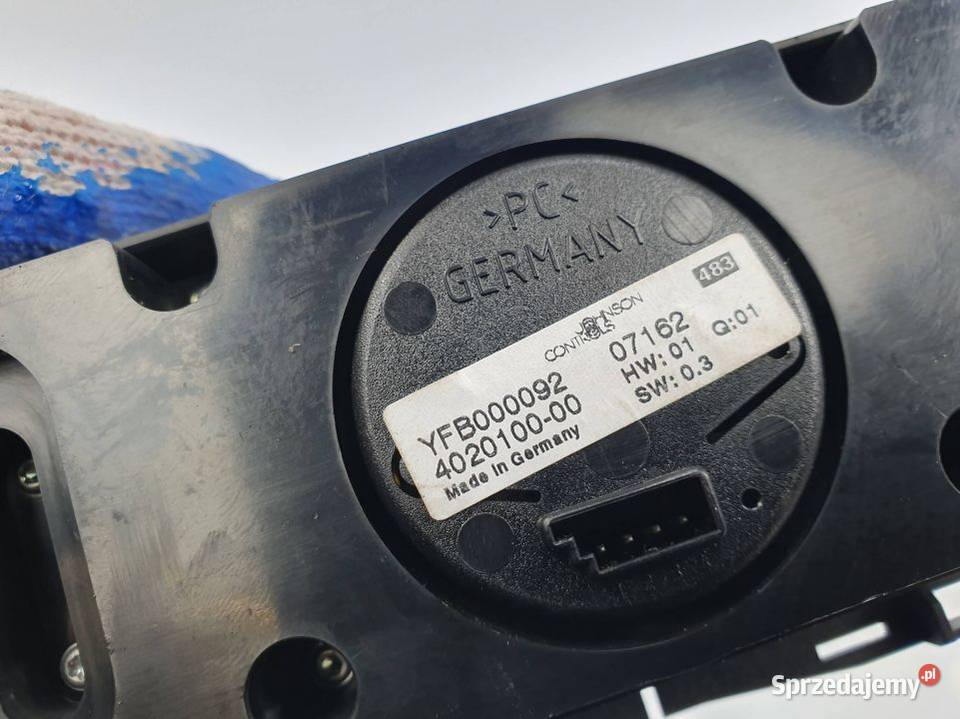 >PC<
GERMANY
483
JOHNSON
CONTROLS
YFB000092 07162
4020100-00 HW: 01 Q:01
Made in Germany SW: 0.3
Sprzedajemy.pl